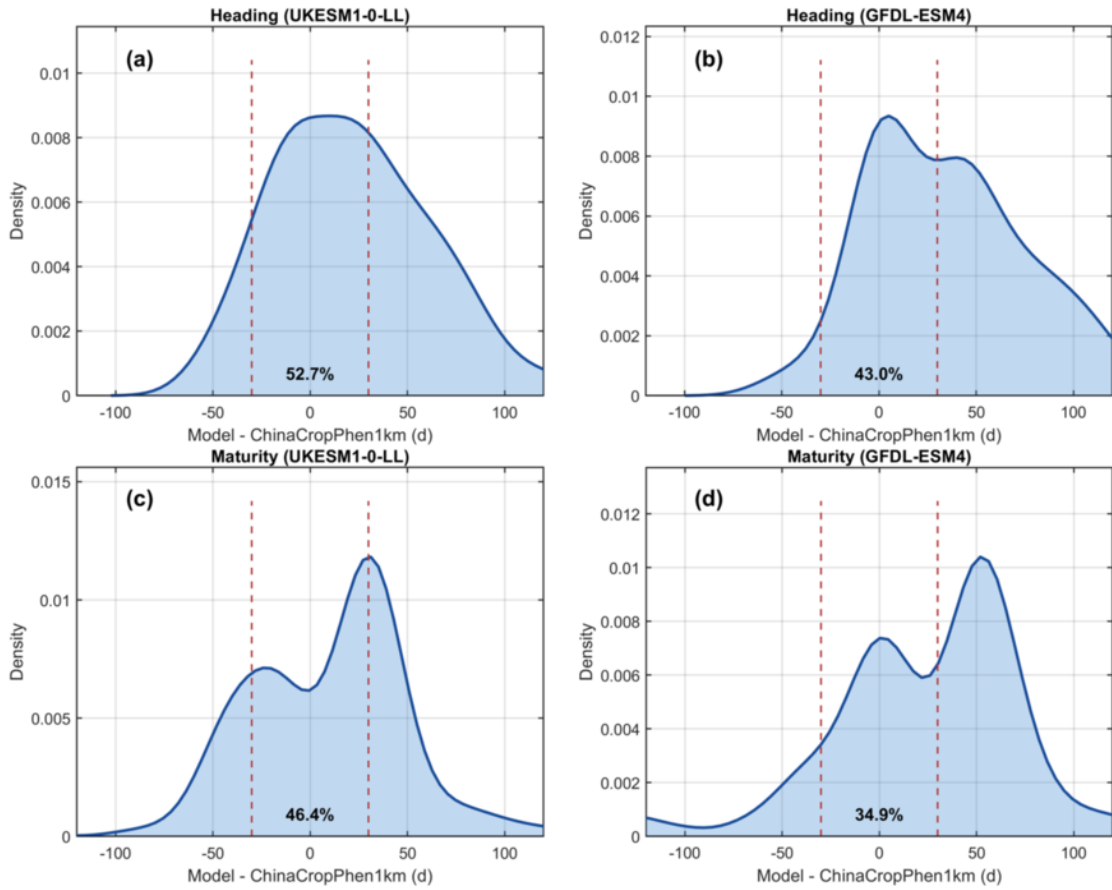 Heading (UKESM1-0-LL)
(a)
0.01
0.008
0.006
0.004
0.002
0
Density
52.7%
-100 -50 0 50 100
Model - ChinaCropPhen1km (d)
Heading (GFDL-ESM4)
(b)
0.012
0.01
0.008
0.006
0.004
0.002
0
Density
43.0%
-100 -50 0 50 100
Model - ChinaCropPhen1km (d)
Maturity (UKESM1-0-LL)
(c)
0.015
0.01
0.005
0
Density
46.4%
-100 -50 0 50 100
Model - ChinaCropPhen1km (d)
Maturity (GFDL-ESM4)
(d)
0.012
0.01
0.008
0.006
0.004
0.002
0
Density
34.9%
-100 -50 0 50 100
Model - ChinaCropPhen1km (d)